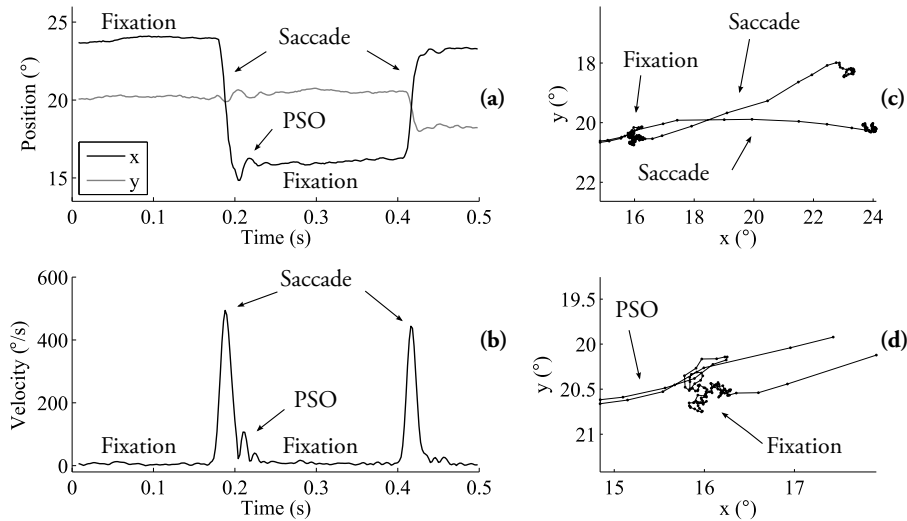 25
20
15
Position (°)
Fixation
Saccade
PSO
Fixation
x
y
0 0.1 0.2 0.3 0.4 0.5
Time (s)
(a)
18
20
22
y (°)
Saccade
Fixation
Saccade
16 18 20 22 24
x (°)
(c)
600
400
200
0
Velocity (°/s)
Saccade
PSO
Fixation
Fixation
0 0.1 0.2 0.3 0.4 0.5
Time (s)
(b)
19.5
20
20.5
21
y (°)
PSO
Fixation
15 16 17
x (°)
(d)